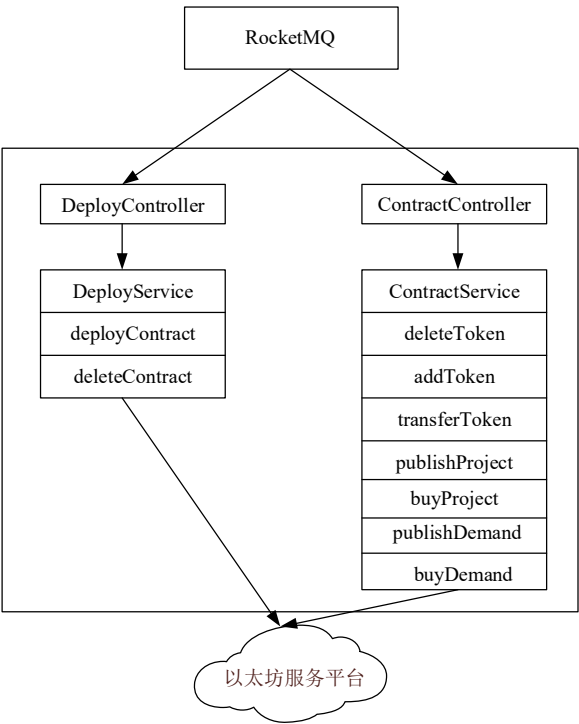 RocketMQ
DeployController
ContractController
DeployService
deployContract
deleteContract
ContractService
deleteToken
addToken
transferToken
publishProject
buyProject
publishDemand
buyDemand
以太坊服务平台